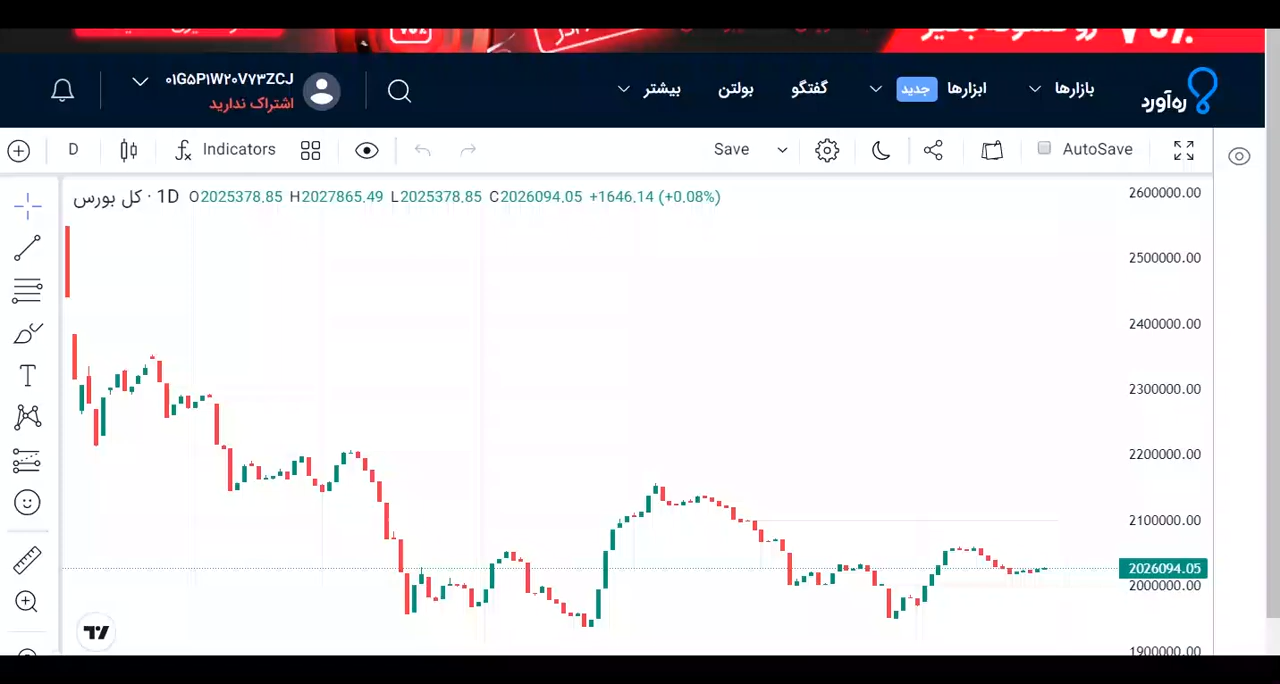 ۷۵٪
۷۵٪
ره‌آورد
بازارها
ابزارها جدید
گفتگو
بولتن
بیشتر
۰۱G۵P۱W۲۰V۷۳ZCJ
اشتراک ندارید
D
Indicators
Save
AutoSave
کل بورس · 1D O2025378.85 H2027865.49 L2025378.85 C2026094.05 +1646.14 (+0.08%)
2600000.00
2500000.00
2400000.00
2300000.00
2200000.00
2100000.00
2026094.05
2000000.00
1900000.00